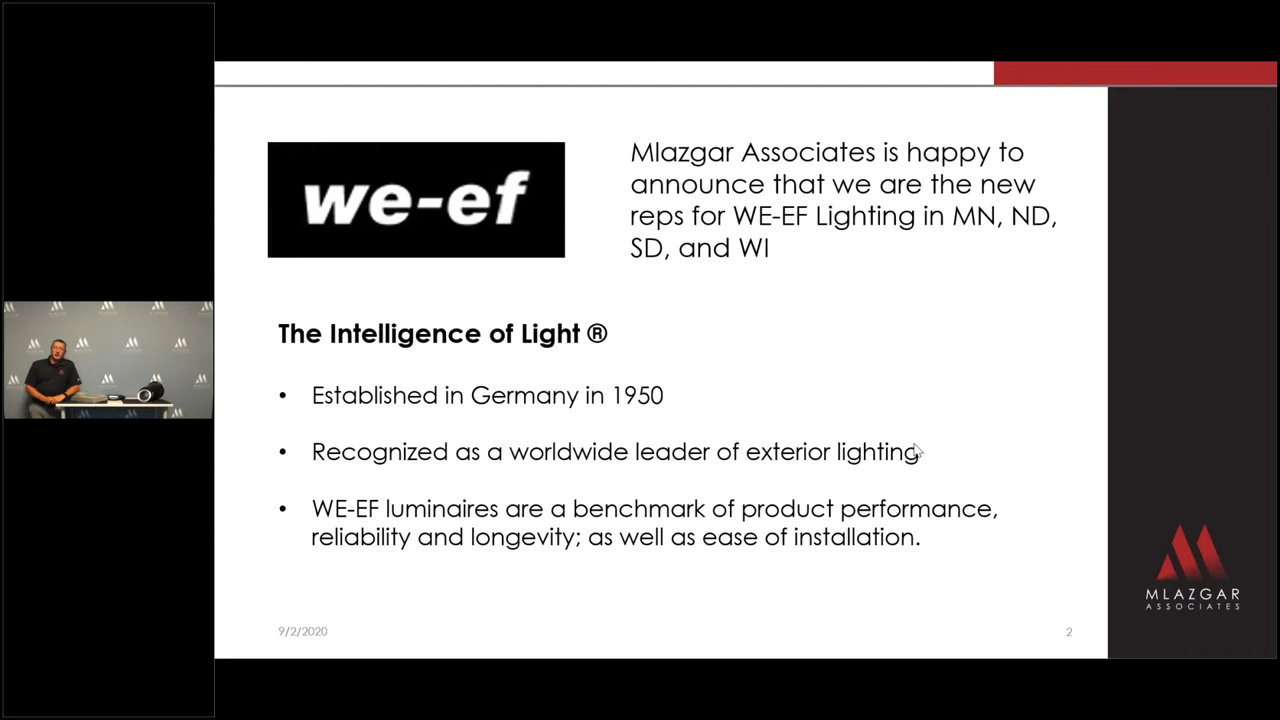 we-ef
Mlazgar Associates is happy to
announce that we are the new
reps for WE-EF Lighting in MN, ND,
SD, and WI
The Intelligence of Light ®
• Established in Germany in 1950
• Recognized as a worldwide leader of exterior lighting
• WE-EF luminaires are a benchmark of product performance,
reliability and longevity; as well as ease of installation.
MLAZGAR
ASSOCIATES
9/2/2020
2